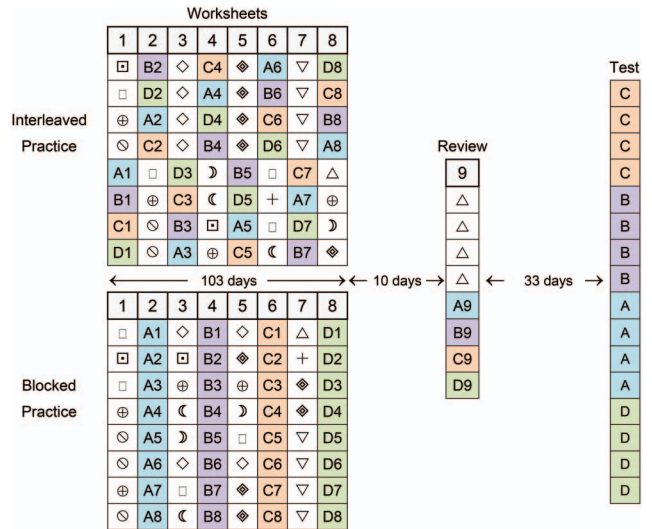 Worksheets
1 2 3 4 5 6 7 8
B2 C4 A6 D8
D2 A4 B6 C8
Interleaved
A2 D4 C6 B8
Practice
C2 B4 D6 A8
A1 D3 B5 C7
B1 C3 D5 A7
C1 B3 A5 D7
D1 A3 C5 B7
103 days
1 2 3 4 5 6 7 8
A1 B1 C1 D1
A2 B2 C2 D2
Blocked
A3 B3 C3 D3
Practice
A4 B4 C4 D4
A5 B5 C5 D5
A6 B6 C6 D6
A7 B7 C7 D7
A8 B8 C8 D8
10 days
Review
9
A9
B9
C9
D9
33 days
Test
C
C
C
C
B
B
B
B
A
A
A
A
D
D
D
D